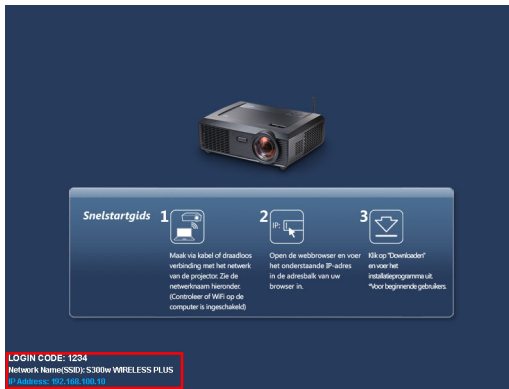 Snelstartgids
1
2
IP:
3
Maak via kabel of draadloos
verbinding met het netwerk
van de projector. Zie de
netwerknaam hieronder.
(Controleer of WiFi op de
computer is ingeschakeld)
Open de webbrowser en voer
het onderstaande IP-adres
in de adresbalk van uw
browser in.
Klik op "Downloaden"
en voer het
installatieprogramma uit.
*Voor beginnende gebruikers.
LOGIN CODE: 1234
Network Name(SSID): S300w WIRELESS PLUS
IP Address: 192.168.100.10